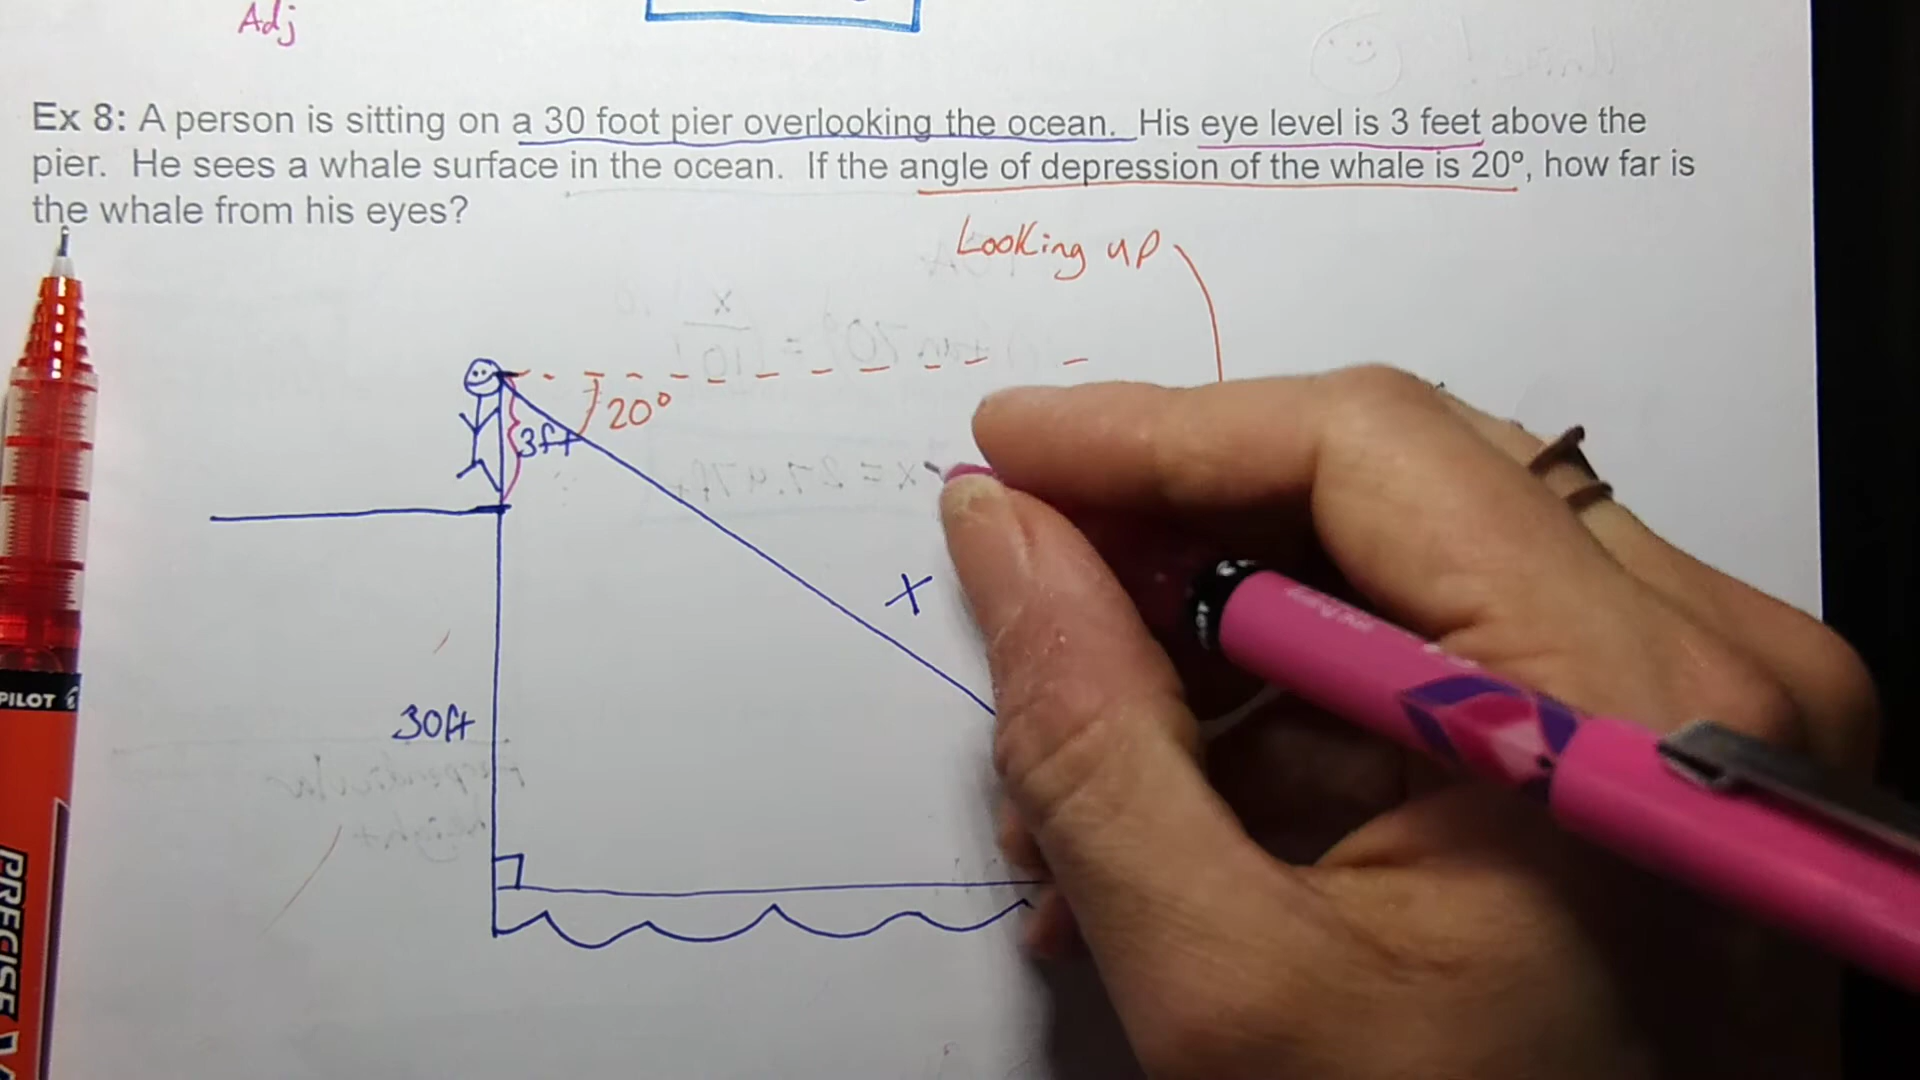 Adj
Ex 8: A person is sitting on a 30 foot pier overlooking the ocean. His eye level is 3 feet above the
pier. He sees a whale surface in the ocean. If the angle of depression of the whale is 20º, how far is
the whale from his eyes?
Looking up
20°
3ft
x
30ft
PILOT
PRECISE